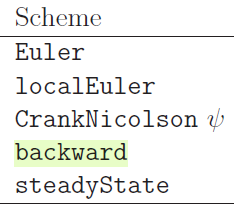 Scheme
Euler
localEuler
CrankNicolson ψ
backward
steadyState